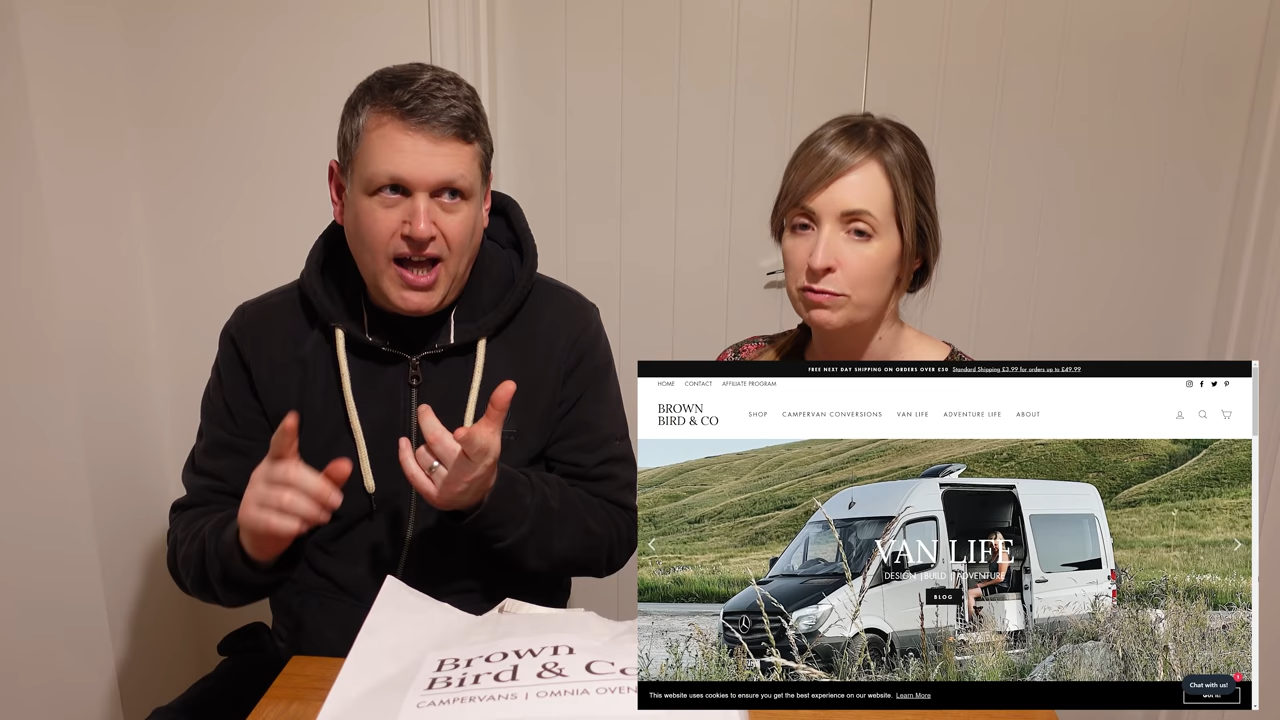 FREE NEXT DAY SHIPPING ON ORDERS OVER £50 Standard Shipping £3.99 for orders up to £49.99
HOME CONTACT AFFILIATE PROGRAM
BROWN
BIRD & CO
SHOP CAMPERVAN CONVERSIONS VAN LIFE ADVENTURE LIFE ABOUT
VAN LIFE
DESIGN | BUILD | ADVENTURE
BLOG
Brown
Bird & Co
CAMPERVANS | OMNIA OVEN
This website uses cookies to ensure you get the best experience on our website. Learn More
Chat with us!
1